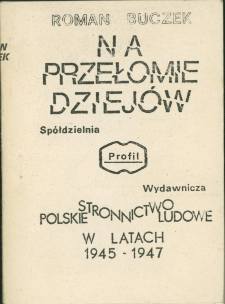 ROMAN BUCZEK
NA
PRZEŁOMIE
DZIEJÓW
Spółdzielnia
Profil
Wydawnicza
POLSKIE STRONNICTWO LUDOWE
W LATACH
1945 - 1947